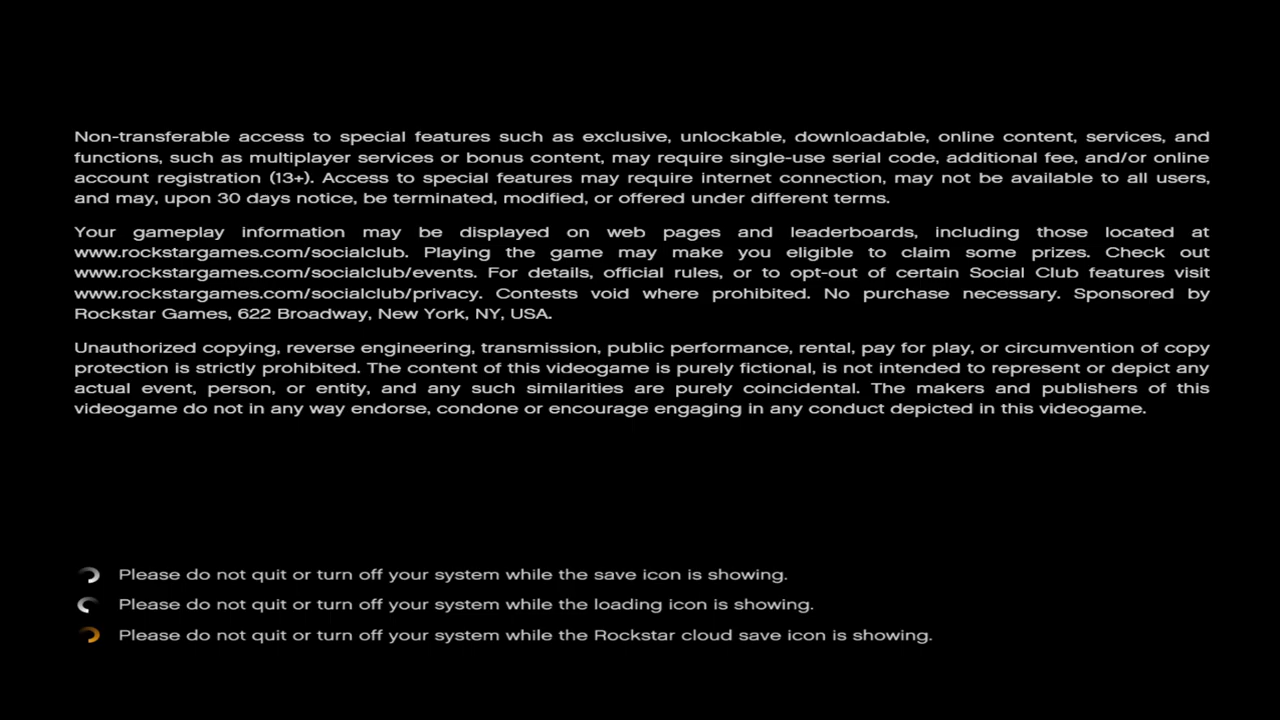 Non-transferable access to special features such as exclusive, unlockable, downloadable, online content, services, and
functions, such as multiplayer services or bonus content, may require single-use serial code, additional fee, and/or online
account registration (13+). Access to special features may require internet connection, may not be available to all users,
and may, upon 30 days notice, be terminated, modified, or offered under different terms.
Your gameplay information may be displayed on web pages and leaderboards, including those located at
www.rockstargames.com/socialclub. Playing the game may make you eligible to claim some prizes. Check out
www.rockstargames.com/socialclub/events. For details, official rules, or to opt-out of certain Social Club features visit
www.rockstargames.com/socialclub/privacy. Contests void where prohibited. No purchase necessary. Sponsored by
Rockstar Games, 622 Broadway, New York, NY, USA.
Unauthorized copying, reverse engineering, transmission, public performance, rental, pay for play, or circumvention of copy
protection is strictly prohibited. The content of this videogame is purely fictional, is not intended to represent or depict any
actual event, person, or entity, and any such similarities are purely coincidental. The makers and publishers of this
videogame do not in any way endorse, condone or encourage engaging in any conduct depicted in this videogame.
Please do not quit or turn off your system while the save icon is showing.
Please do not quit or turn off your system while the loading icon is showing.
Please do not quit or turn off your system while the Rockstar cloud save icon is showing.